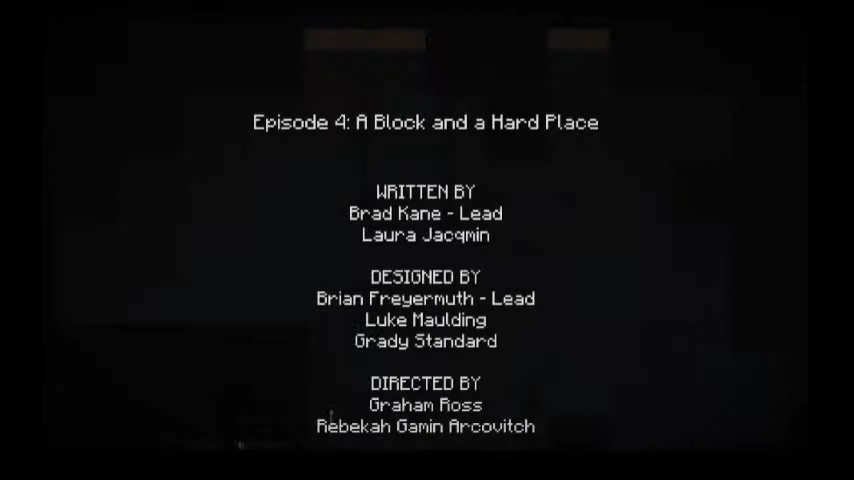 Episode 4: A Block and a Hard Place
WRITTEN BY
Brad Kane - Lead
Laura Jacqmin
DESIGNED BY
Brian Freyermuth - Lead
Luke Maulding
Grady Standard
DIRECTED BY
Graham Ross
Rebekah Gamin Arcovitch